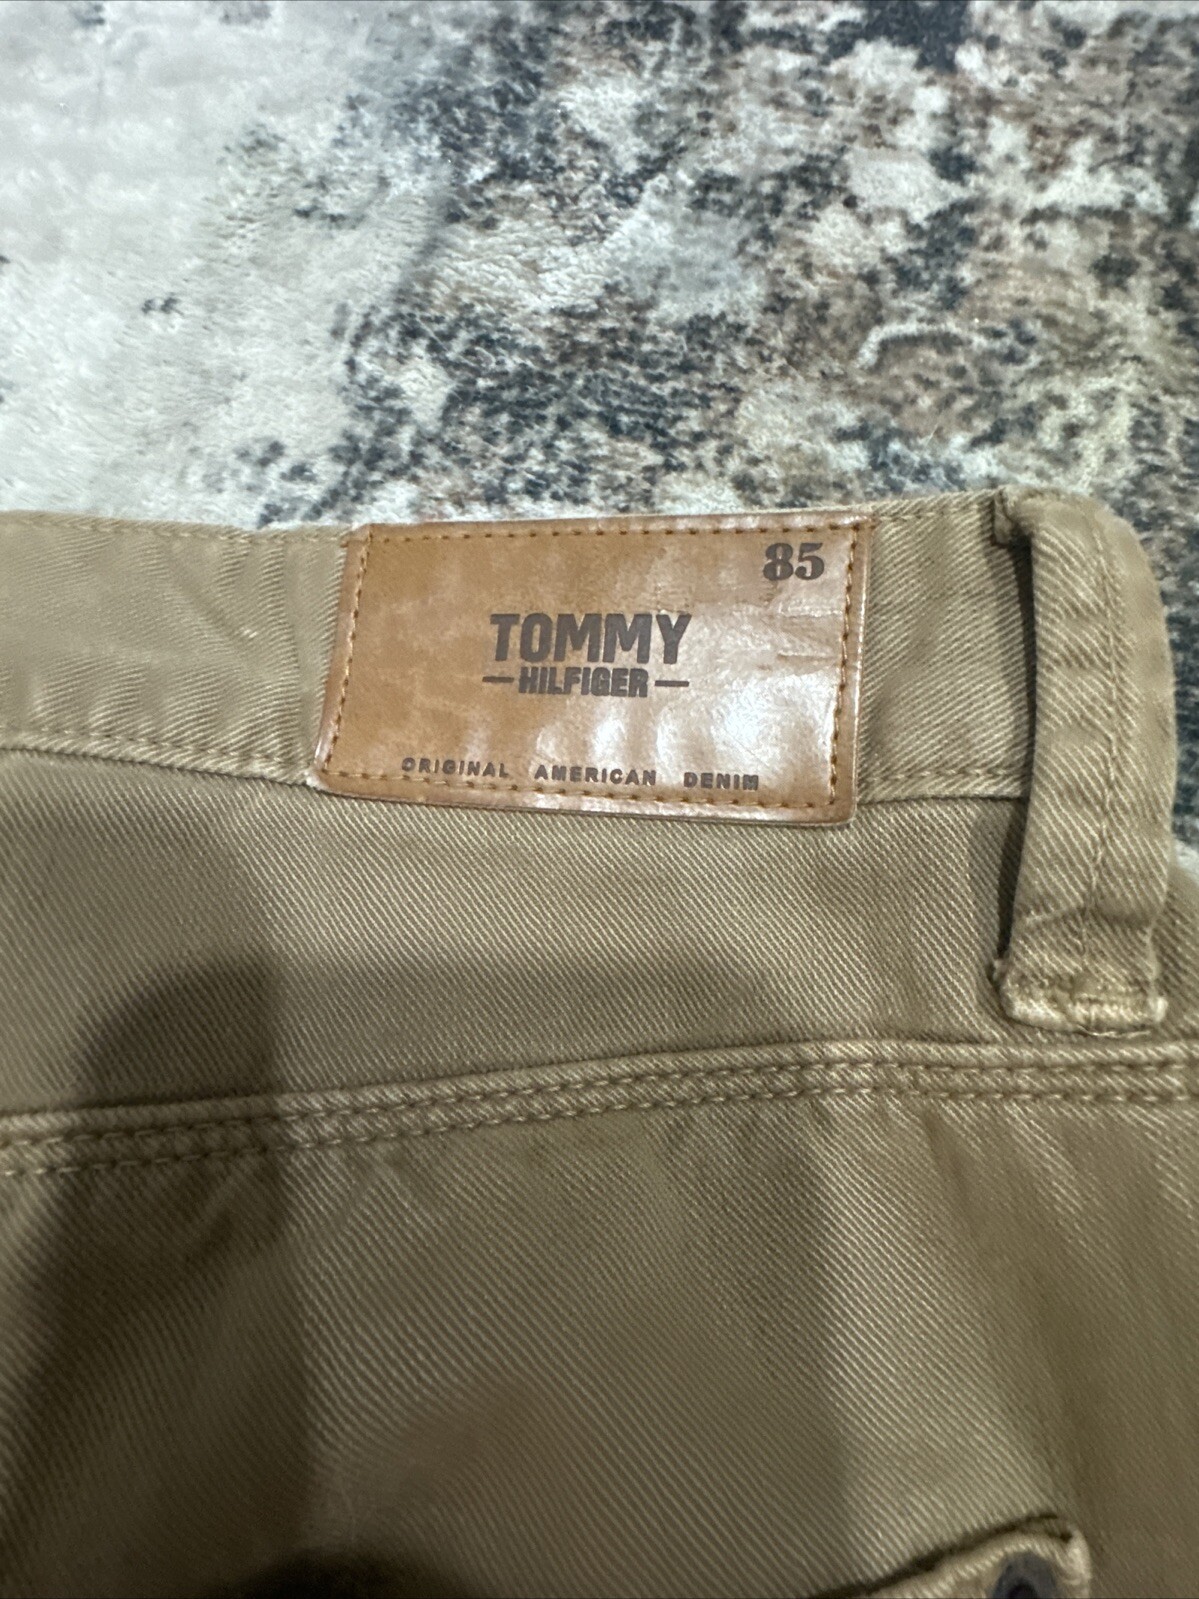 85
TOMMY
HILFIGER
ORIGINAL AMERICAN DENIM